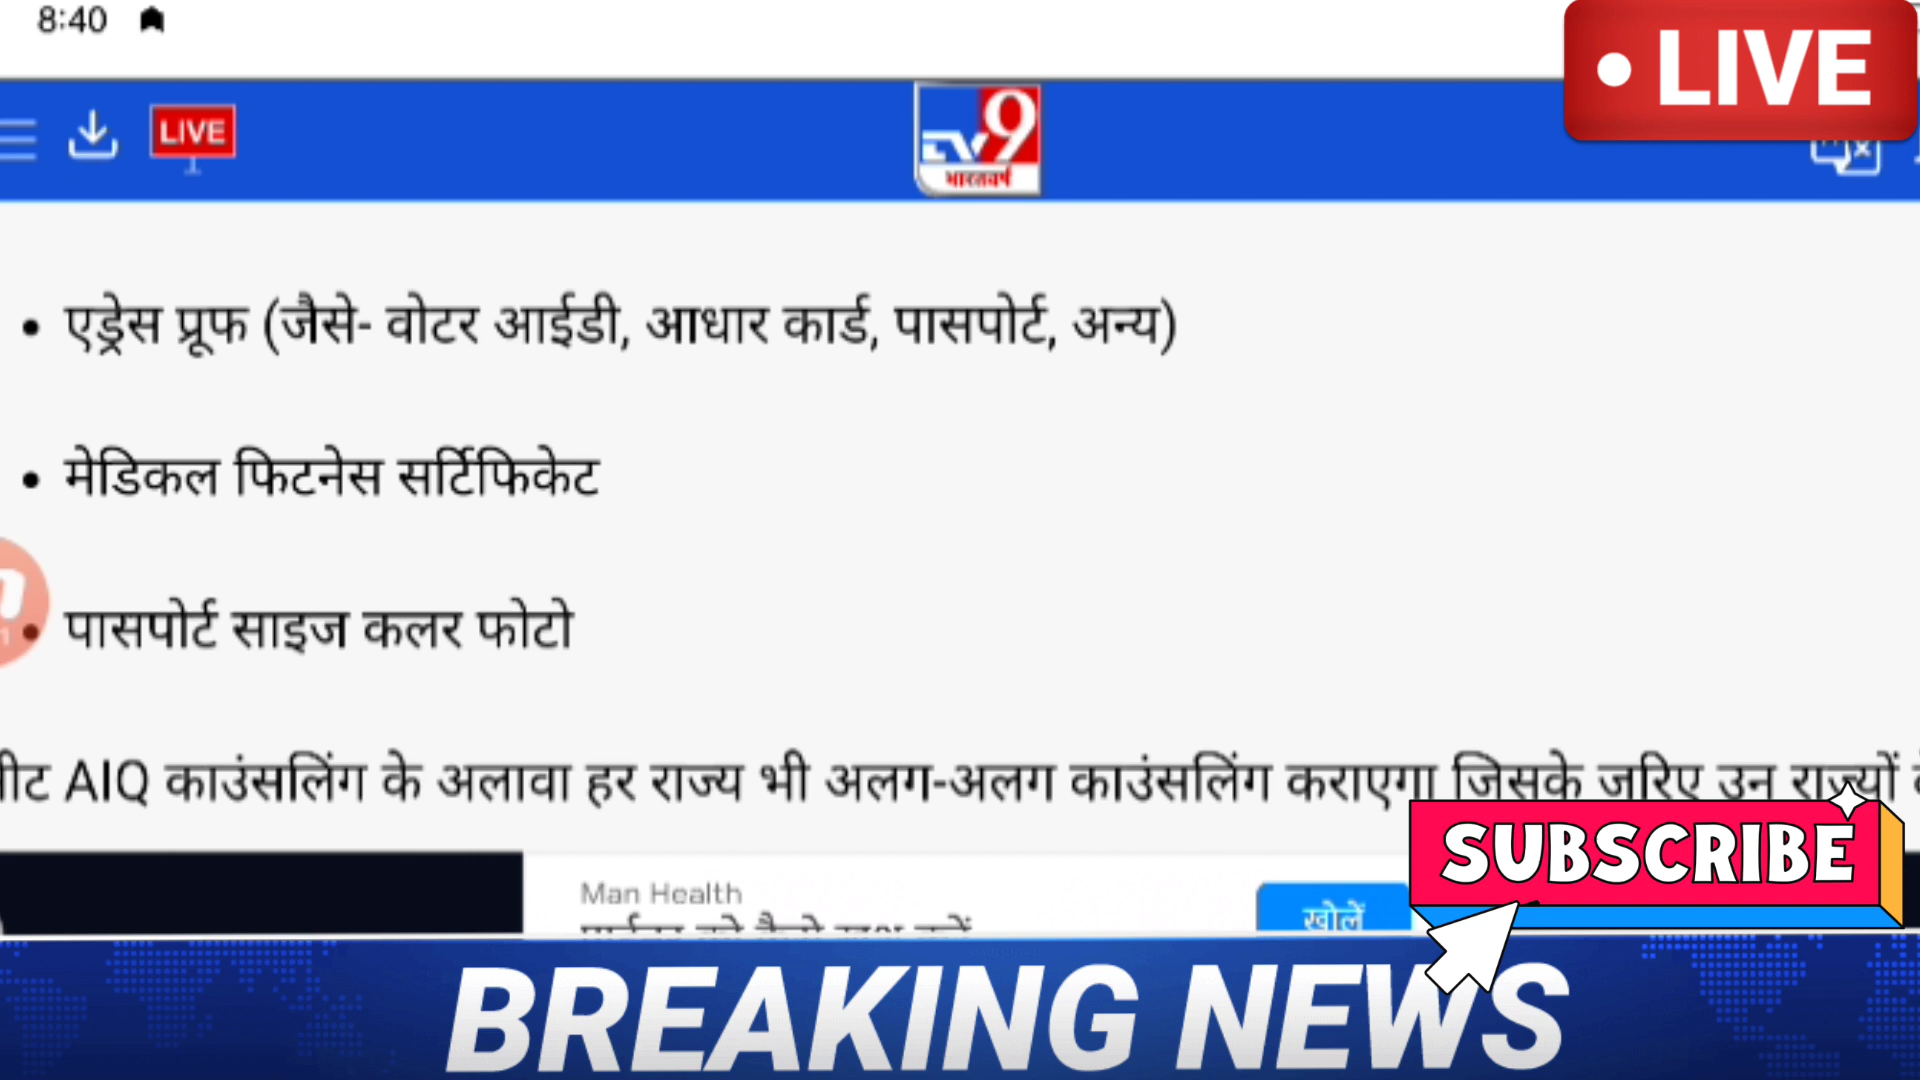 8:40
LIVE
LIVE
TV9
भारतवर्ष
• एड्रेस प्रूफ (जैसे- वोटर आईडी, आधार कार्ड, पासपोर्ट, अन्य)
• मेडिकल फिटनेस सर्टिफिकेट
• पासपोर्ट साइज कलर फोटो
AIQ काउंसलिंग के अलावा हर राज्य भी अलग-अलग काउंसलिंग कराएगा जिसके जरिए उन राज्यों
SUBSCRIBE
Man Health
खोलें
BREAKING NEWS